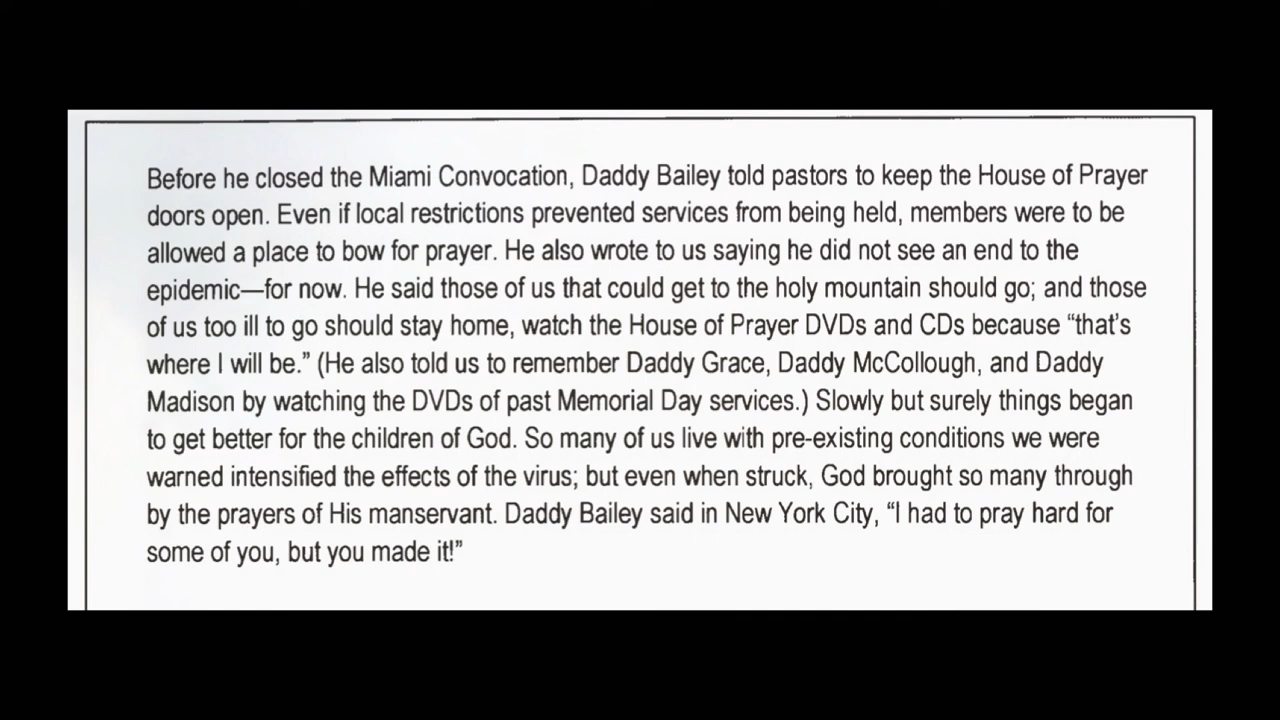 Before he closed the Miami Convocation, Daddy Bailey told pastors to keep the House of Prayer
doors open. Even if local restrictions prevented services from being held, members were to be
allowed a place to bow for prayer. He also wrote to us saying he did not see an end to the
epidemic—for now. He said those of us that could get to the holy mountain should go; and those
of us too ill to go should stay home, watch the House of Prayer DVDs and CDs because “that’s
where I will be.” (He also told us to remember Daddy Grace, Daddy McCollough, and Daddy
Madison by watching the DVDs of past Memorial Day services.) Slowly but surely things began
to get better for the children of God. So many of us live with pre-existing conditions we were
warned intensified the effects of the virus; but even when struck, God brought so many through
by the prayers of His manservant. Daddy Bailey said in New York City, “I had to pray hard for
some of you, but you made it!”